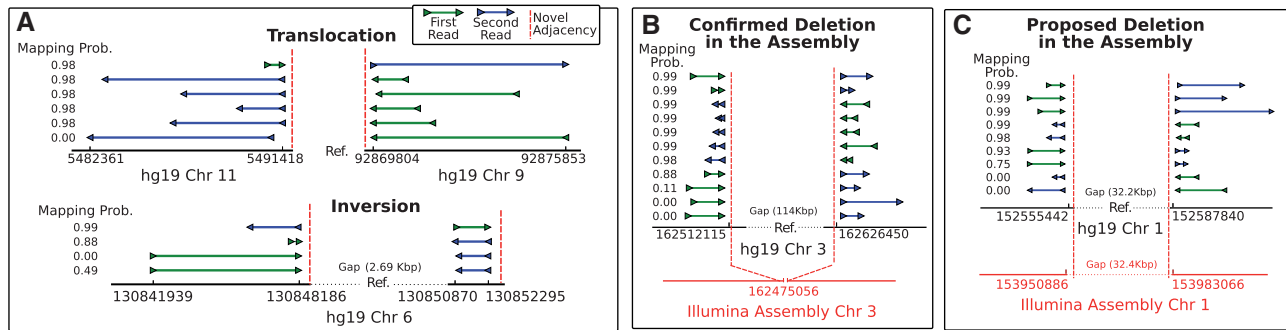 A
First
Read
Second
Read
Novel
Adjacency
Translocation
Mapping Prob.
0.98
0.98
0.98
0.98
0.98
0.00
5482361
5491418
Ref.
92869804
92875853
hg19 Chr 11
hg19 Chr 9
Inversion
Mapping Prob.
0.99
0.88
0.00
0.49
Gap (2.69 Kbp)
Ref.
130841939
130848186
130850870
130852295
hg19 Chr 6
B
Confirmed Deletion
in the Assembly
Mapping
Prob.
0.99
0.99
0.99
0.99
0.99
0.99
0.98
0.88
0.11
0.00
0.00
Gap (114Kbp)
Ref.
162512115
162626450
hg19 Chr 3
162475056
Illumina Assembly Chr 3
C
Proposed Deletion
in the Assembly
Mapping
Prob.
0.99
0.99
0.99
0.99
0.98
0.93
0.75
0.00
0.00
Gap (32.2Kbp)
Ref.
152555442
152587840
hg19 Chr 1
Gap (32.4Kbp)
153950886
153983066
Illumina Assembly Chr 1